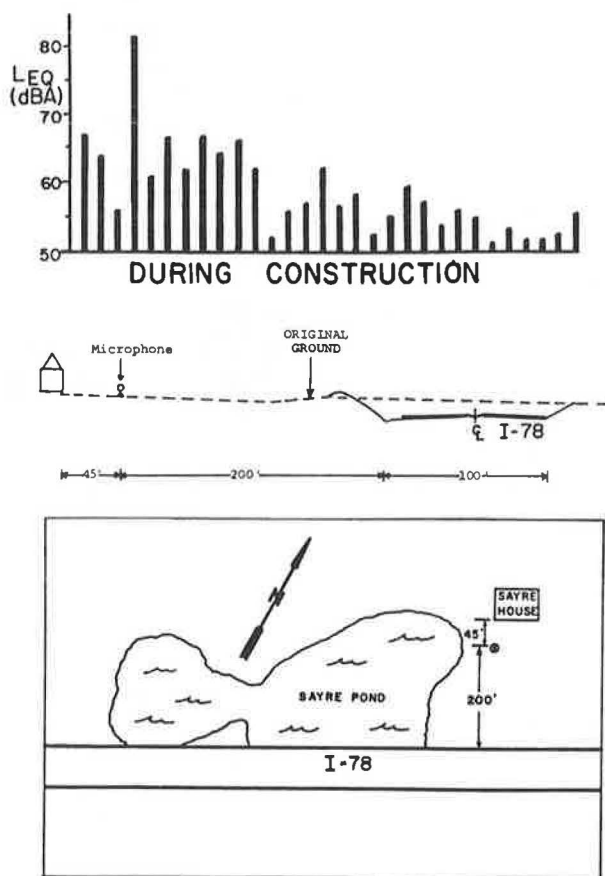 80
LEQ
(dBA)
70
60
50
DURING CONSTRUCTION
ORIGINAL
GROUND
Microphone
℄ I-78
45' 200' 100'
N
SAYRE
HOUSE
45'
SAYRE POND
200'
I-78